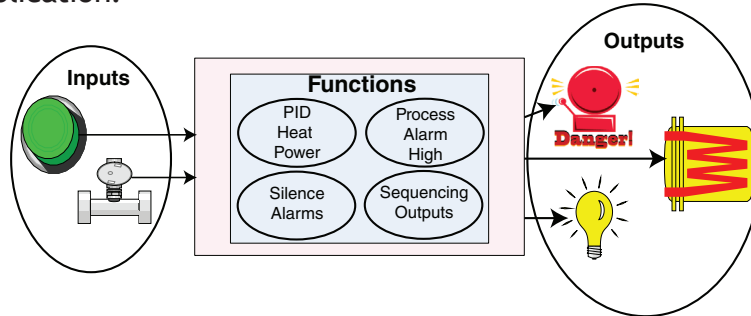 Outputs
Inputs
Functions
PID
Heat
Power
Process
Alarm
High
Silence
Alarms
Sequencing
Outputs
Danger!